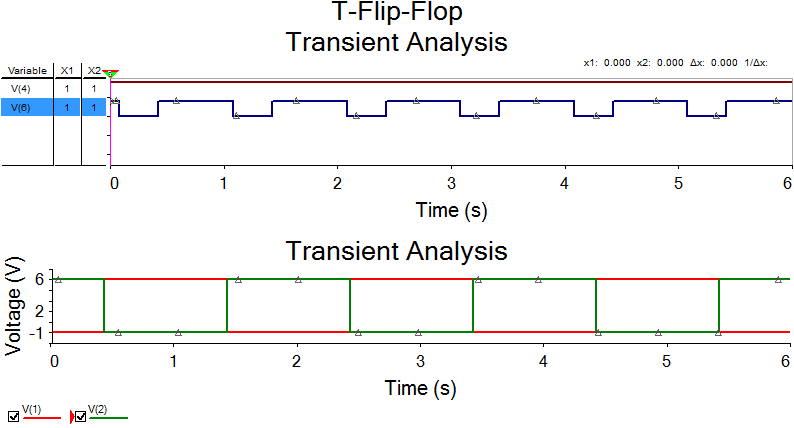 T-Flip-Flop
Transient Analysis
x1: 0.000 x2: 0.000 Δx: 0.000 1/Δx:
Variable X1 X2
V(4) 1 1
V(6) 1 1
0 1 2 3 4 5 6
Time (s)
Transient Analysis
Voltage (V)
6
2
-1
0 1 2 3 4 5 6
Time (s)
V(1) V(2)